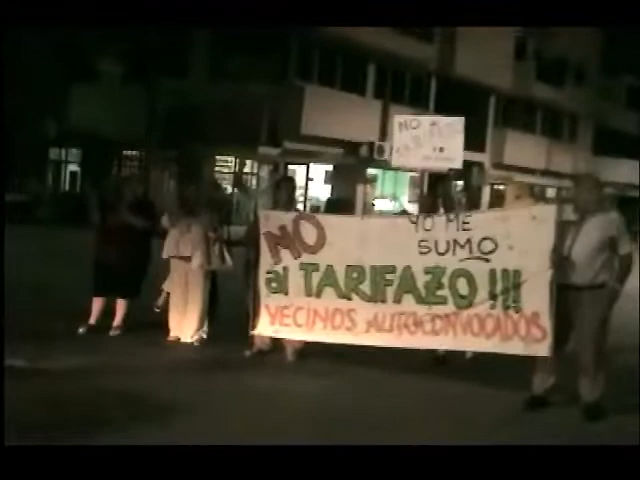 NO A
NO
YO ME
SUMO
al TARIFAZO !!!
VECINOS AUTOCONVOCADOS